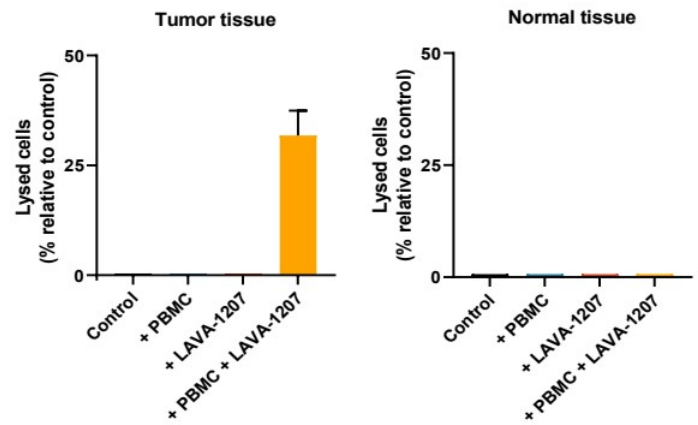 Tumor tissue
Lysed cells
(% relative to control)
50
25
0
Control
+ PBMC
+ LAVA-1207
+ PBMC + LAVA-1207
Normal tissue
Lysed cells
(% relative to control)
50
25
0
Control
+ PBMC
+ LAVA-1207
+ PBMC + LAVA-1207